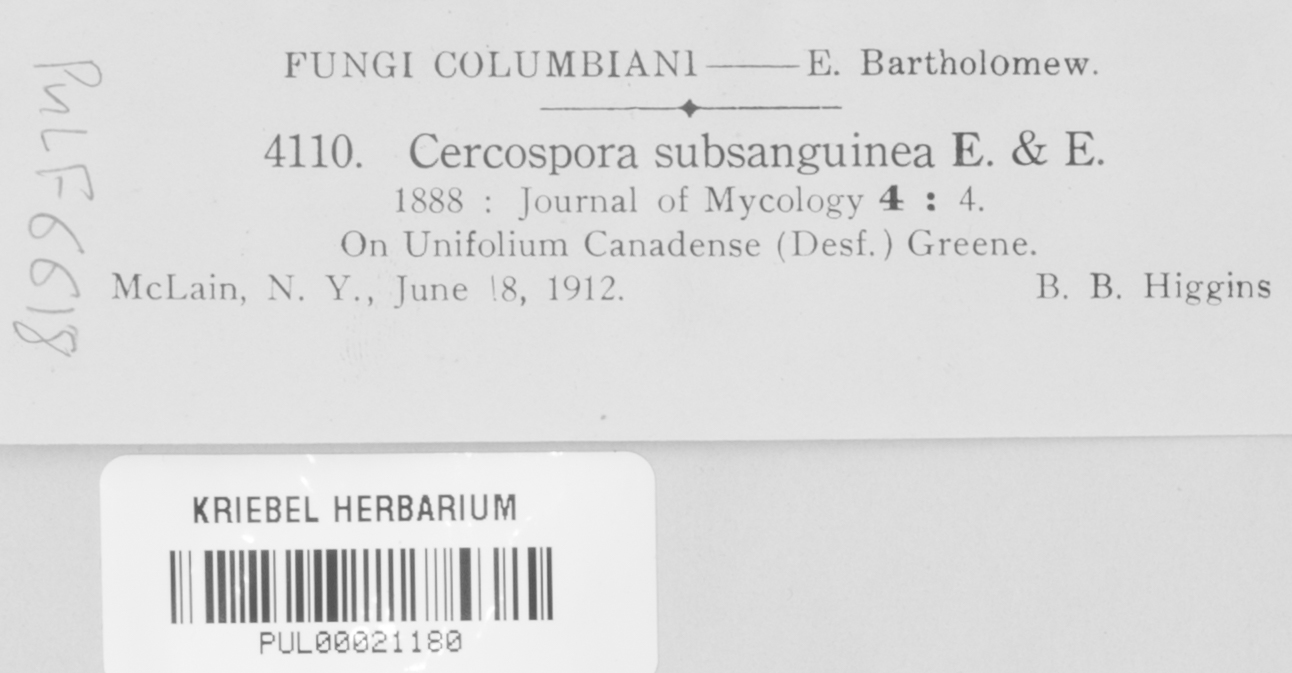 FUNGI COLUMBIANI——E. Bartholomew.
4110. Cercospora subsanguinea E. & E.
1888 : Journal of Mycology 4 : 4.
On Unifolium Canadense (Desf.) Greene.
McLain, N. Y., June 18, 1912. B. B. Higgins
PUL F6618
KRIEBEL HERBARIUM
PUL00021180